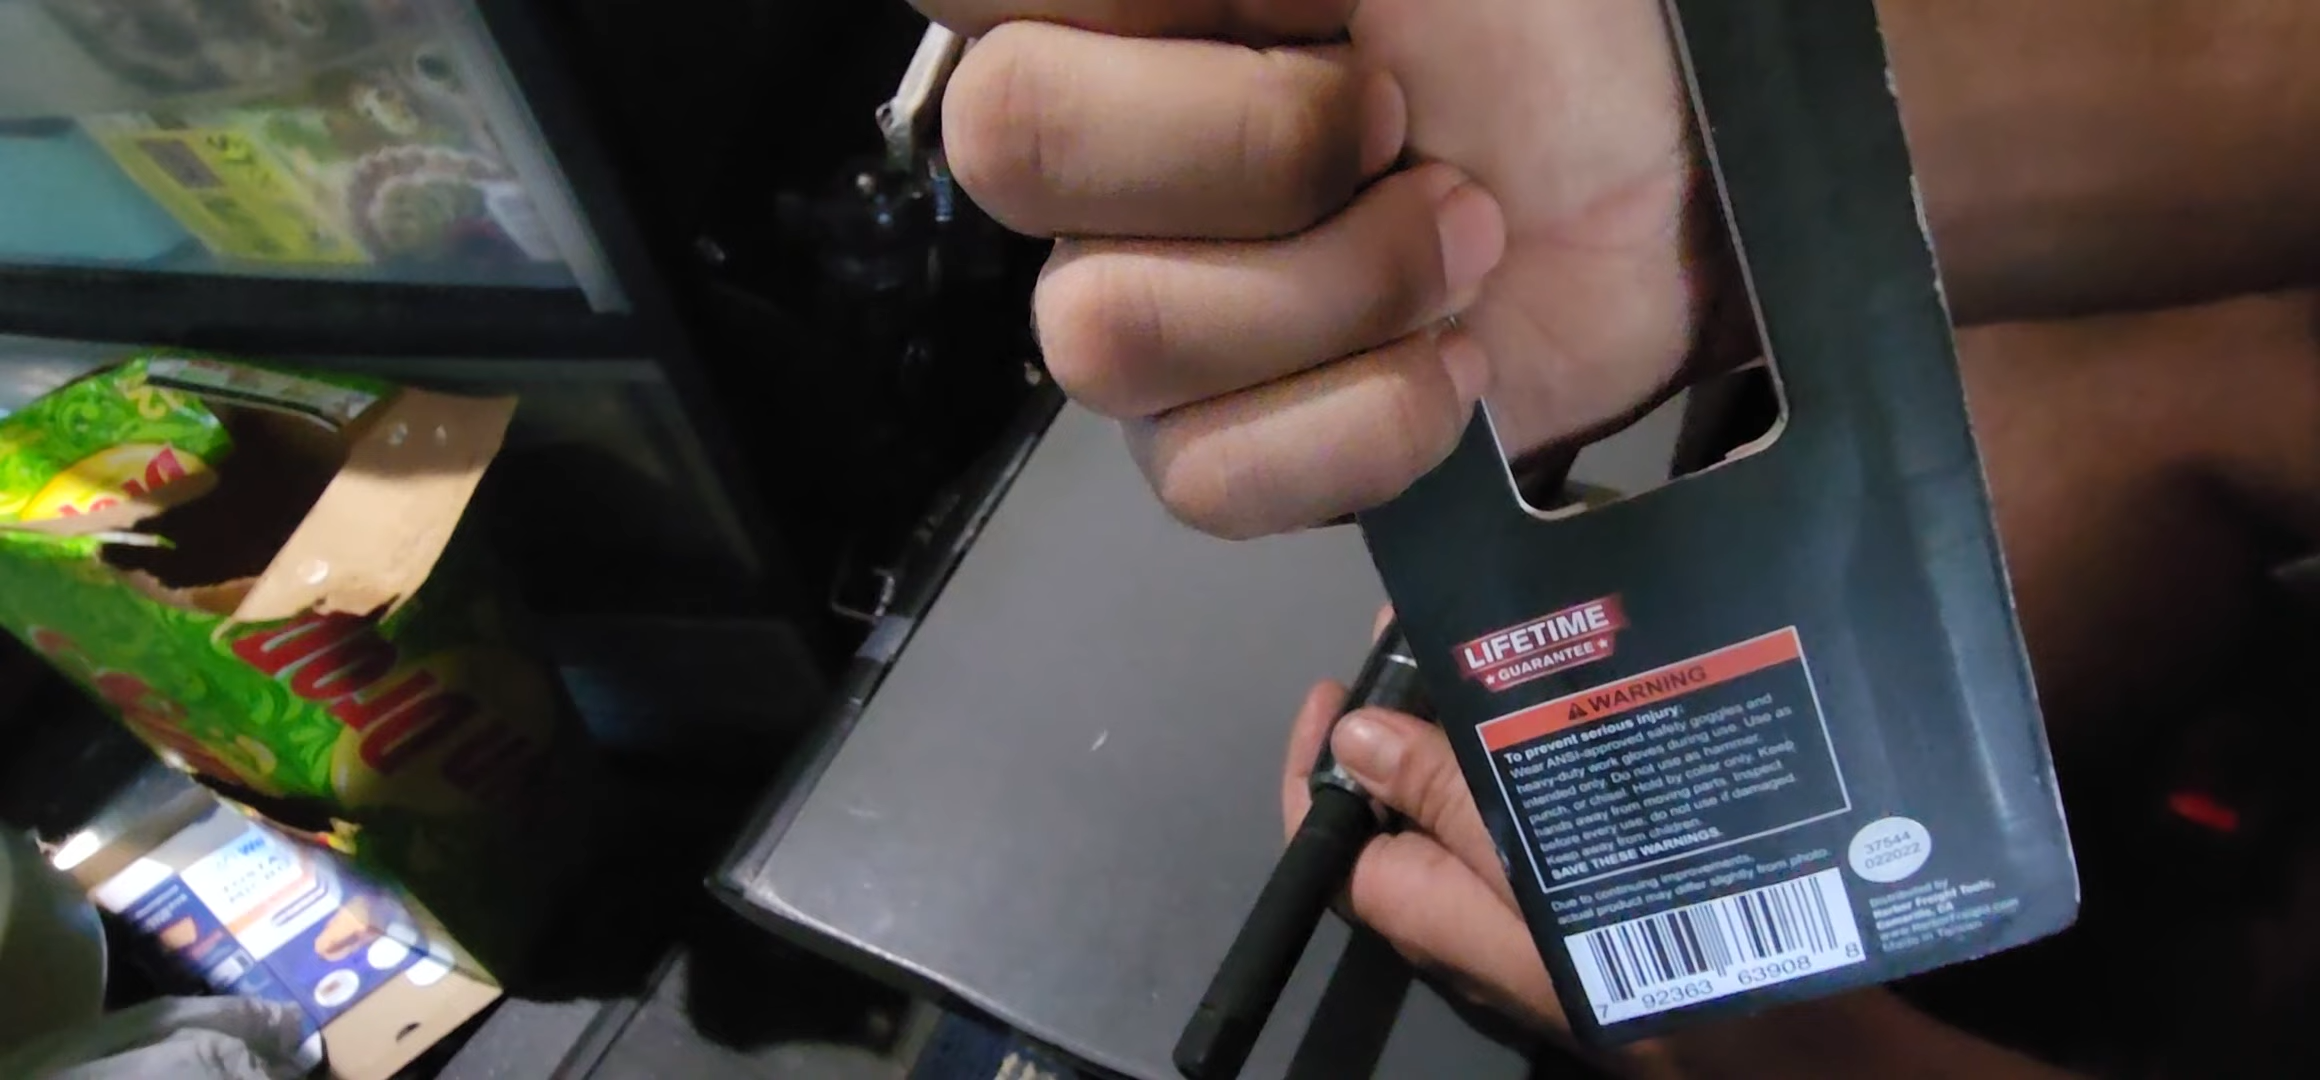 LIFETIME
★ GUARANTEE ★
WARNING
To prevent serious injury:
Wear ANSI-approved safety goggles and
heavy-duty work gloves during use. Use as
intended only. Do not use as hammer,
punch, or chisel. Hold by collar only. Keep
hands away from moving parts. Inspect
before every use; do not use if damaged.
Keep away from children.
SAVE THESE WARNINGS.
Due to continuing improvements,
actual product may differ slightly from photo.
7 92363 63908 8
37544
022022
Distributed by
Harbor Freight Tools,
Camarillo, CA
www.HarborFreight.com
Made in Taiwan
12